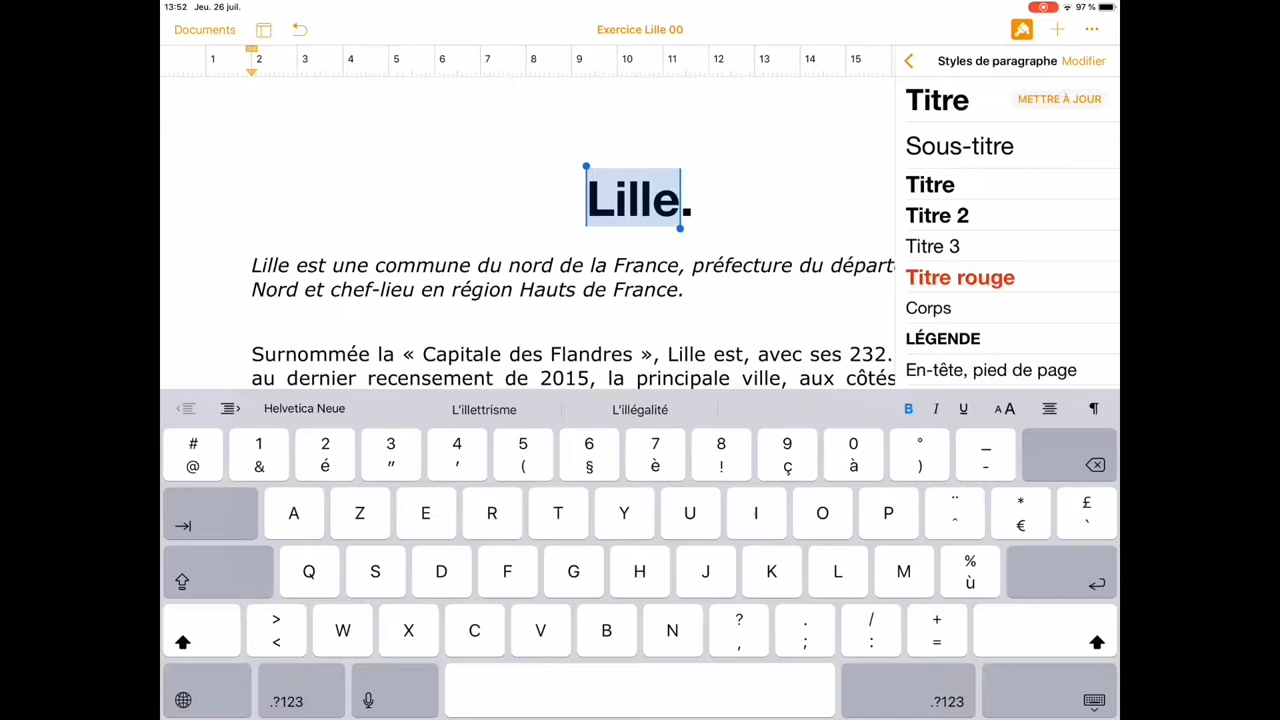 13:52 Jeu. 26 juil. 97 %
Documents Exercice Lille 00
1 2 3 4 5 6 7 8 9 10 11 12 13 14 15
Styles de paragraphe Modifier
Titre METTRE À JOUR
Sous-titre
Titre
Titre 2
Titre 3
Titre rouge
Corps
LÉGENDE
En-tête, pied de page
Lille.
Lille est une commune du nord de la France, préfecture du départe
Nord et chef-lieu en région Hauts de France.
Surnommée la « Capitale des Flandres », Lille est, avec ses 232.
au dernier recensement de 2015, la principale ville, aux côtés
Helvetica Neue L'illettrisme L'illégalité B I U AA ¶
# 1 2 3 4 5 6 7 8 9 0 ° _
@ & é " ' ( § è ! ç à ) -
A Z E R T Y U I O P ¨ * £
^ € `
Q S D F G H J K L M %
ù
> W X C V B N ? . / +
< , ; : =
.?123 .?123